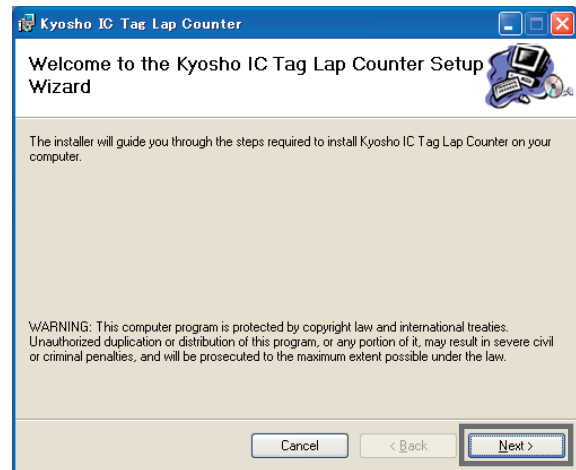 Kyosho IC Tag Lap Counter
Welcome to the Kyosho IC Tag Lap Counter Setup
Wizard
The installer will guide you through the steps required to install Kyosho IC Tag Lap Counter on your
computer.
WARNING: This computer program is protected by copyright law and international treaties.
Unauthorized duplication or distribution of this program, or any portion of it, may result in severe civil
or criminal penalties, and will be prosecuted to the maximum extent possible under the law.
Cancel < Back Next >